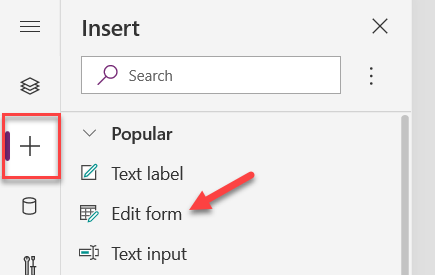 Insert
Search
Popular
Text label
Edit form
Text input